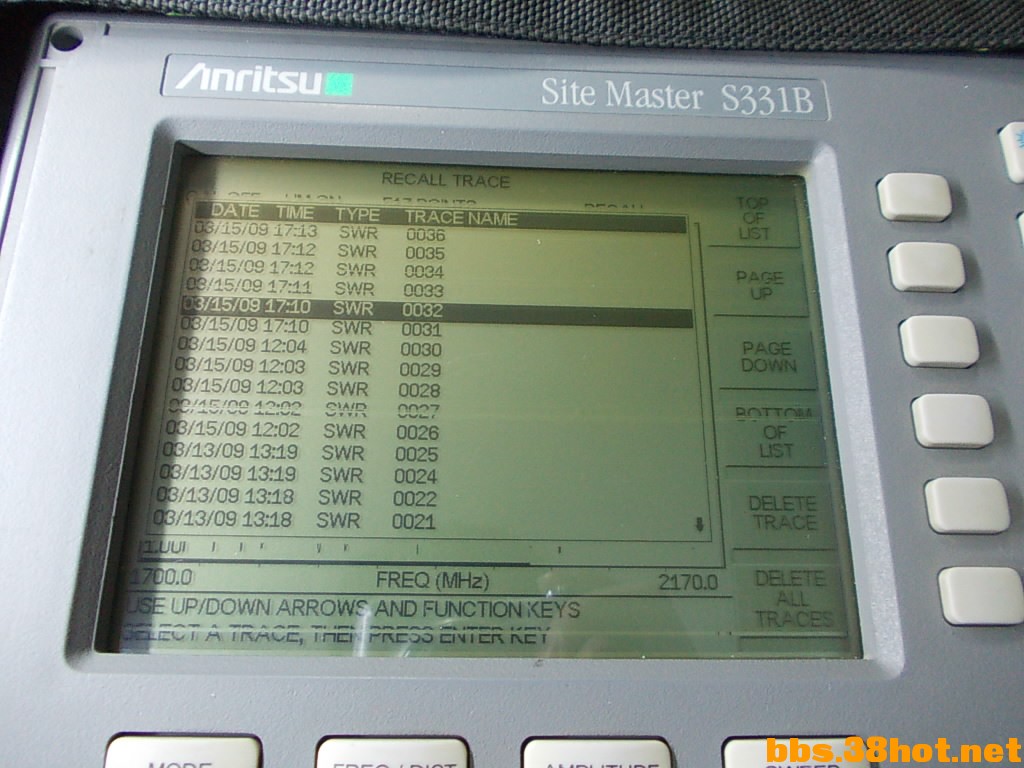 Anritsu
Site Master S331B
RECALL TRACE
DATE TIME TYPE TRACE NAME
03/15/09 17:13 SWR 0036
03/15/09 17:12 SWR 0035
03/15/09 17:12 SWR 0034
03/15/09 17:11 SWR 0033
03/15/09 17:10 SWR 0032
03/15/09 17:10 SWR 0031
03/15/09 12:04 SWR 0030
03/15/09 12:03 SWR 0029
03/15/09 12:03 SWR 0028
03/15/09 12:02 SWR 0027
03/15/09 12:02 SWR 0026
03/13/09 13:19 SWR 0025
03/13/09 13:19 SWR 0024
03/13/09 13:18 SWR 0022
03/13/09 13:18 SWR 0021
1.00
1700.0 FREQ (MHz) 2170.0
USE UP/DOWN ARROWS AND FUNCTION KEYS
SELECT A TRACE, THEN PRESS ENTER KEY
TOP
OF
LIST
PAGE
UP
PAGE
DOWN
BOTTOM
OF
LIST
DELETE
TRACE
DELETE
ALL
TRACES
MODE
FREQ / DIST
AMPLITUDE
SWEEP
bbs.38hot.net